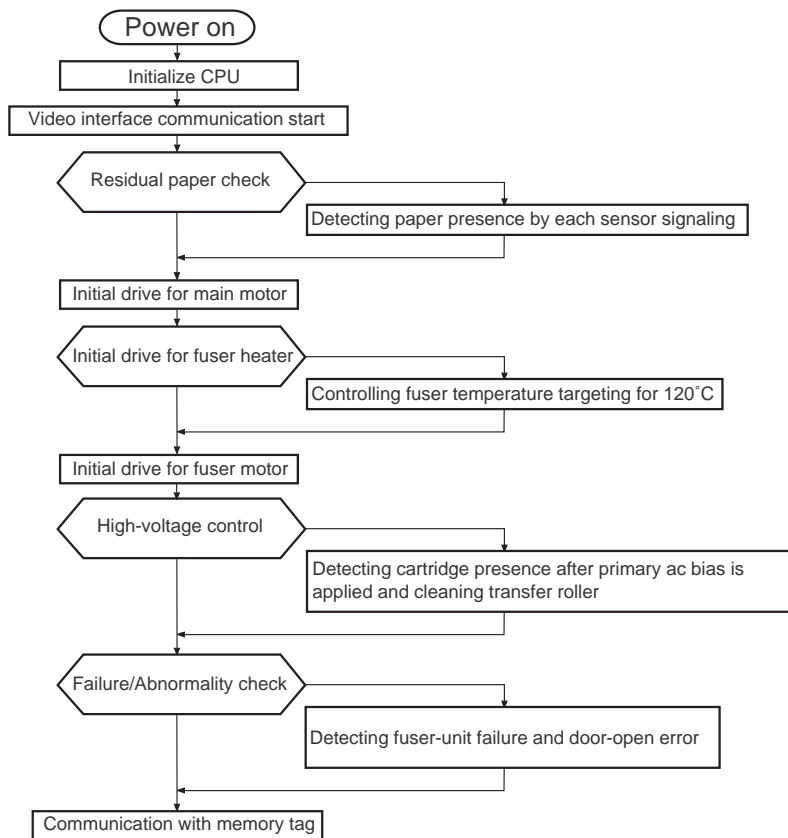 Power on
Initialize CPU
Video interface communication start
Residual paper check
Detecting paper presence by each sensor signaling
Initial drive for main motor
Initial drive for fuser heater
Controlling fuser temperature targeting for 120˚C
Initial drive for fuser motor
High-voltage control
Detecting cartridge presence after primary ac bias is
applied and cleaning transfer roller
Failure/Abnormality check
Detecting fuser-unit failure and door-open error
Communication with memory tag